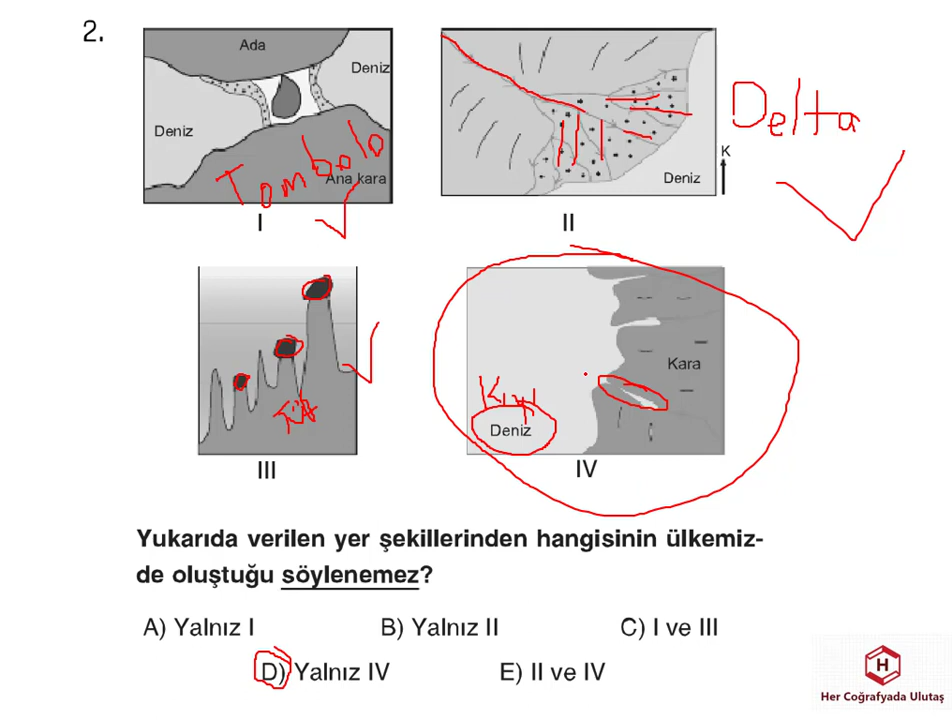 2.
Ada
Deniz
Deniz
Ana kara
Tombolo
I
Deniz
K
Delta
II
III
Kara
Kıyı
Deniz
IV
Yukarıda verilen yer şekillerinden hangisinin ülkemiz-
de oluştuğu söylenemez?
A) Yalnız I B) Yalnız II C) I ve III
D) Yalnız IV E) II ve IV
H
Her Coğrafyada Ulutaş